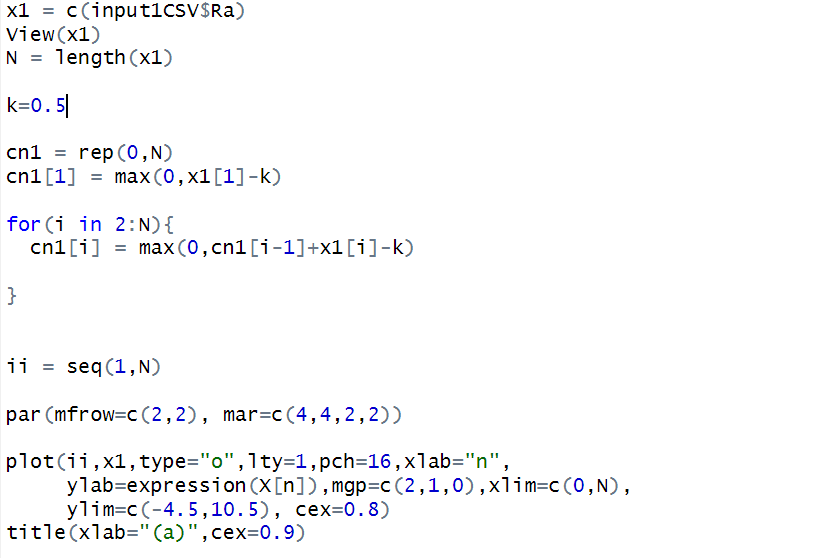 x1 = c(input1CSV$Ra)
View(x1)
N = length(x1)
k=0.5
cn1 = rep(0,N)
cn1[1] = max(0,x1[1]-k)
for(i in 2:N){
  cn1[i] = max(0,cn1[i-1]+x1[i]-k)
}
ii = seq(1,N)
par(mfrow=c(2,2), mar=c(4,4,2,2))
plot(ii,x1,type="o",lty=1,pch=16,xlab="n",
     ylab=expression(X[n]),mgp=c(2,1,0),xlim=c(0,N),
     ylim=c(-4.5,10.5), cex=0.8)
title(xlab="(a)",cex=0.9)